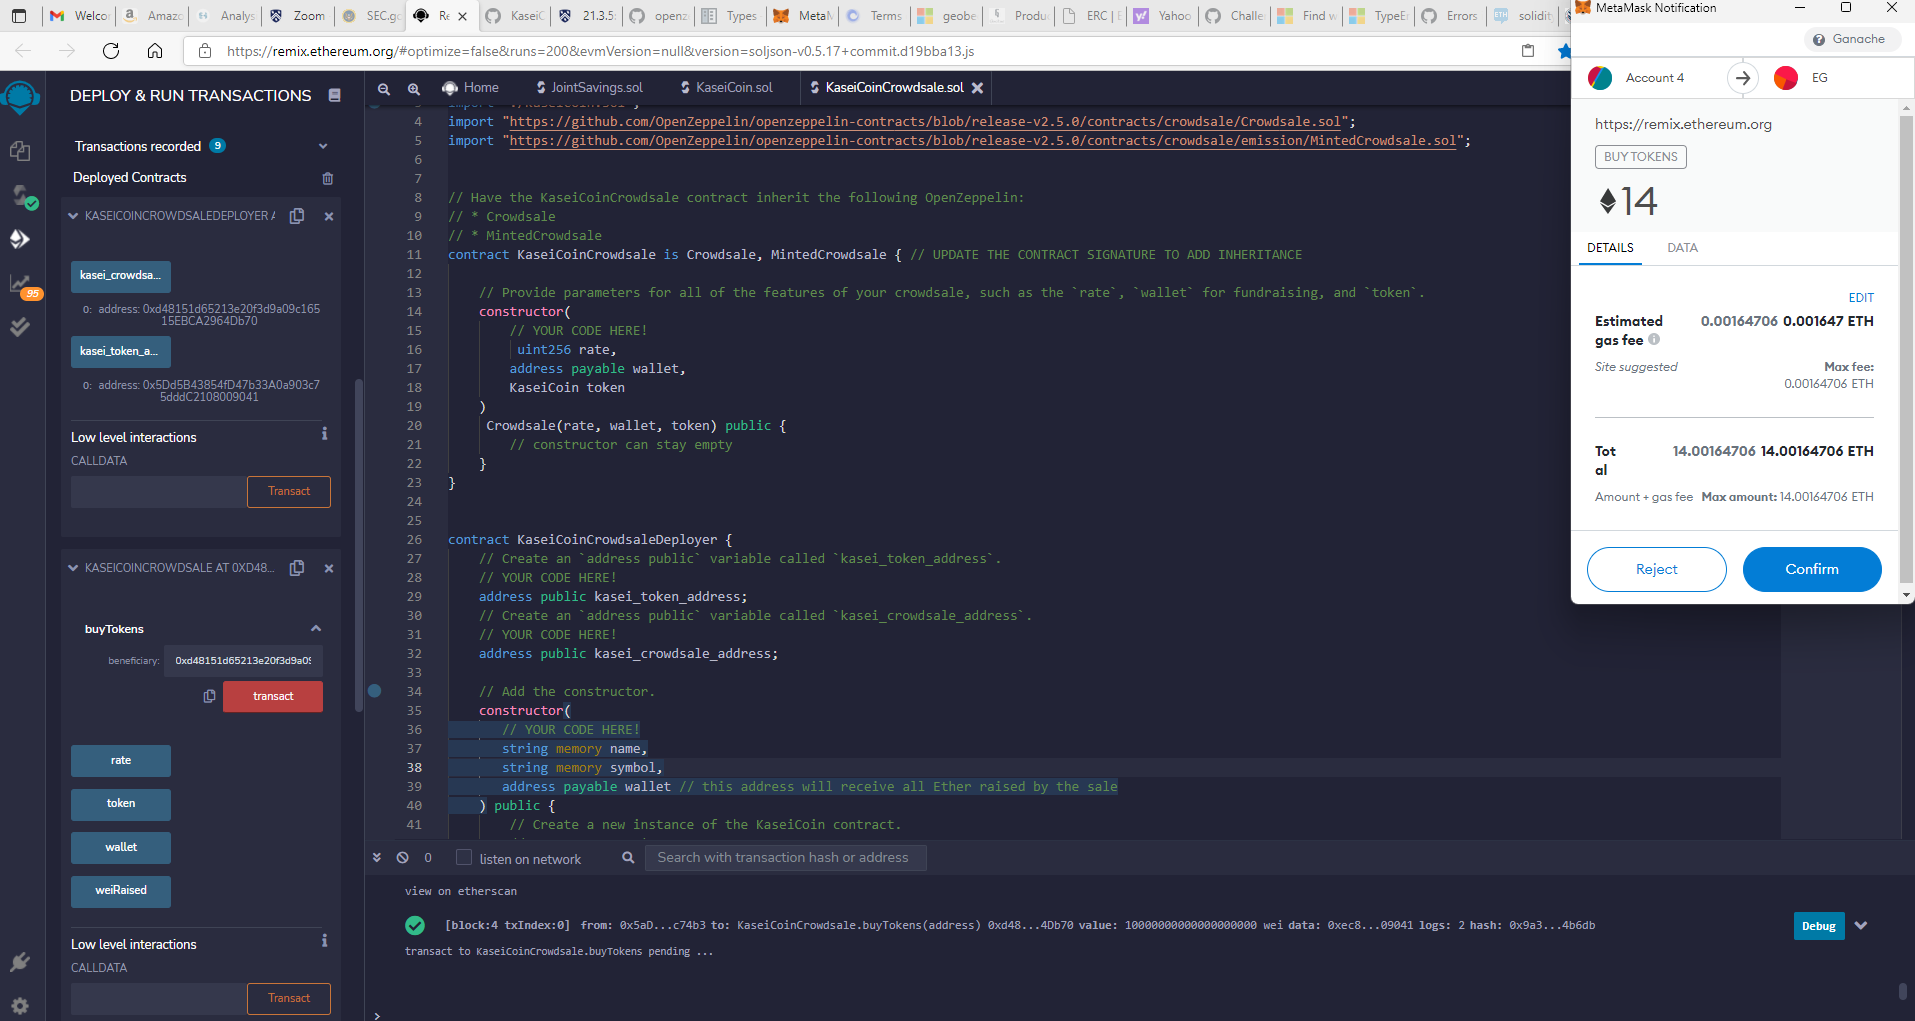 Welcor
Amazo
Analys
Zoom
SEC.go
Re
KaseiC
21.3.5:
openz
Types
MetaM
Terms
geobe
Produ
ERC | E
Yahoo
Challe
Find w
TypeEr
Errors
solidit
https://remix.ethereum.org/#optimize=false&runs=200&evmVersion=null&version=soljson-v0.5.17+commit.d19bba13.js
DEPLOY & RUN TRANSACTIONS
Transactions recorded 9
Deployed Contracts
KASEICOINCROWDSALEDEPLOYER A
kasei_crowdsa...
0: address: 0xd48151d65213e20f3d9a09c165
15EBCA2964Db70
kasei_token_a...
0: address: 0x5Dd5B43854fD47b33A0a903c7
5dddC2108009041
Low level interactions
CALLDATA
Transact
KASEICOINCROWDSALE AT 0XD48...
buyTokens
beneficiary: 0xd48151d65213e20f3d9a09
transact
rate
token
wallet
weiRaised
Low level interactions
CALLDATA
Transact
95
Home
JointSavings.sol
KaseiCoin.sol
KaseiCoinCrowdsale.sol
3 import "./KaseiCoin.sol";
4 import "https://github.com/OpenZeppelin/openzeppelin-contracts/blob/release-v2.5.0/contracts/crowdsale/Crowdsale.sol";
5 import "https://github.com/OpenZeppelin/openzeppelin-contracts/blob/release-v2.5.0/contracts/crowdsale/emission/MintedCrowdsale.sol";
6
7
8 // Have the KaseiCoinCrowdsale contract inherit the following OpenZeppelin:
9 // * Crowdsale
10 // * MintedCrowdsale
11 contract KaseiCoinCrowdsale is Crowdsale, MintedCrowdsale { // UPDATE THE CONTRACT SIGNATURE TO ADD INHERITANCE
12
13 // Provide parameters for all of the features of your crowdsale, such as the `rate`, `wallet` for fundraising, and `token`.
14 constructor(
15 // YOUR CODE HERE!
16 uint256 rate,
17 address payable wallet,
18 KaseiCoin token
19 )
20 Crowdsale(rate, wallet, token) public {
21 // constructor can stay empty
22 }
23 }
24
25
26 contract KaseiCoinCrowdsaleDeployer {
27 // Create an `address public` variable called `kasei_token_address`.
28 // YOUR CODE HERE!
29 address public kasei_token_address;
30 // Create an `address public` variable called `kasei_crowdsale_address`.
31 // YOUR CODE HERE!
32 address public kasei_crowdsale_address;
33
34 // Add the constructor.
35 constructor(
36 // YOUR CODE HERE!
37 string memory name,
38 string memory symbol,
39 address payable wallet // this address will receive all Ether raised by the sale
40 ) public {
41 // Create a new instance of the KaseiCoin contract.
0
listen on network
Search with transaction hash or address
view on etherscan
[block:4 txIndex:0] from: 0x5aD...c74b3 to: KaseiCoinCrowdsale.buyTokens(address) 0xd48...4Db70 value: 10000000000000000000 wei data: 0xec8...09041 logs: 2 hash: 0x9a3...4b6db
Debug
transact to KaseiCoinCrowdsale.buyTokens pending ...
>
MetaMask Notification
Ganache
Account 4
EG
https://remix.ethereum.org
BUY TOKENS
14
DETAILS
DATA
EDIT
Estimated gas fee
0.00164706 0.001647 ETH
Site suggested
Max fee:
0.00164706 ETH
Tot
al
14.00164706 14.00164706 ETH
Amount + gas fee Max amount: 14.00164706 ETH
Reject
Confirm